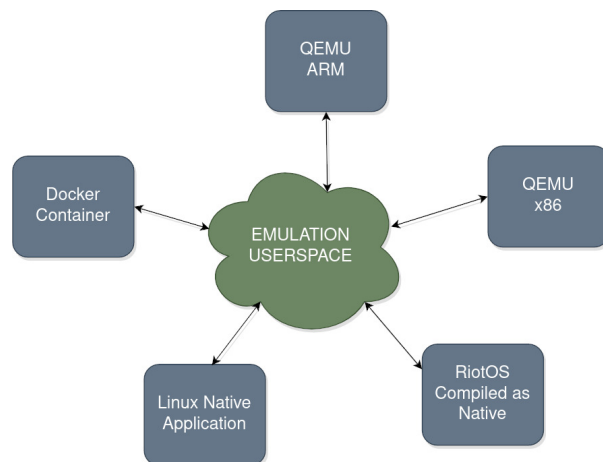 QEMU
ARM
Docker
Container
QEMU
x86
EMULATION
USERSPACE
Linux Native
Application
RiotOS
Compiled as
Native